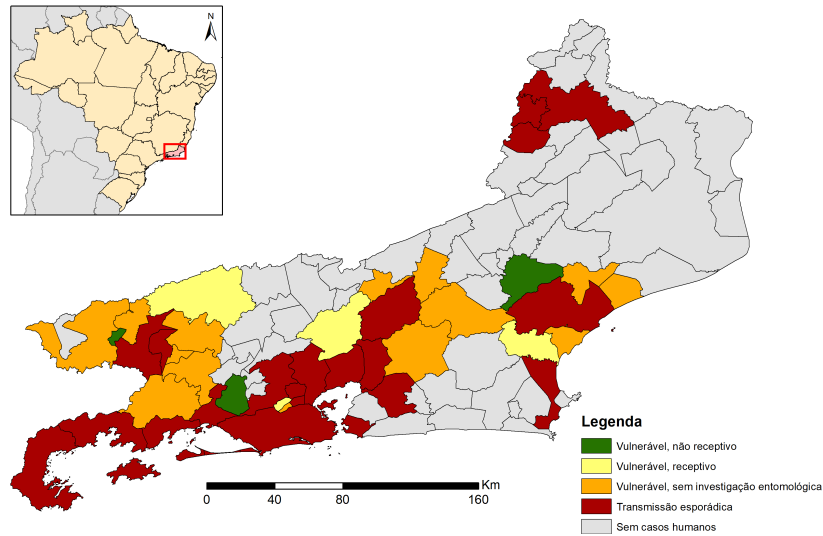 N
Legenda
Vulnerável, não receptivo
Vulnerável, receptivo
Vulnerável, sem investigação entomológica
Transmissão esporádica
Sem casos humanos
Km
0 40 80 160